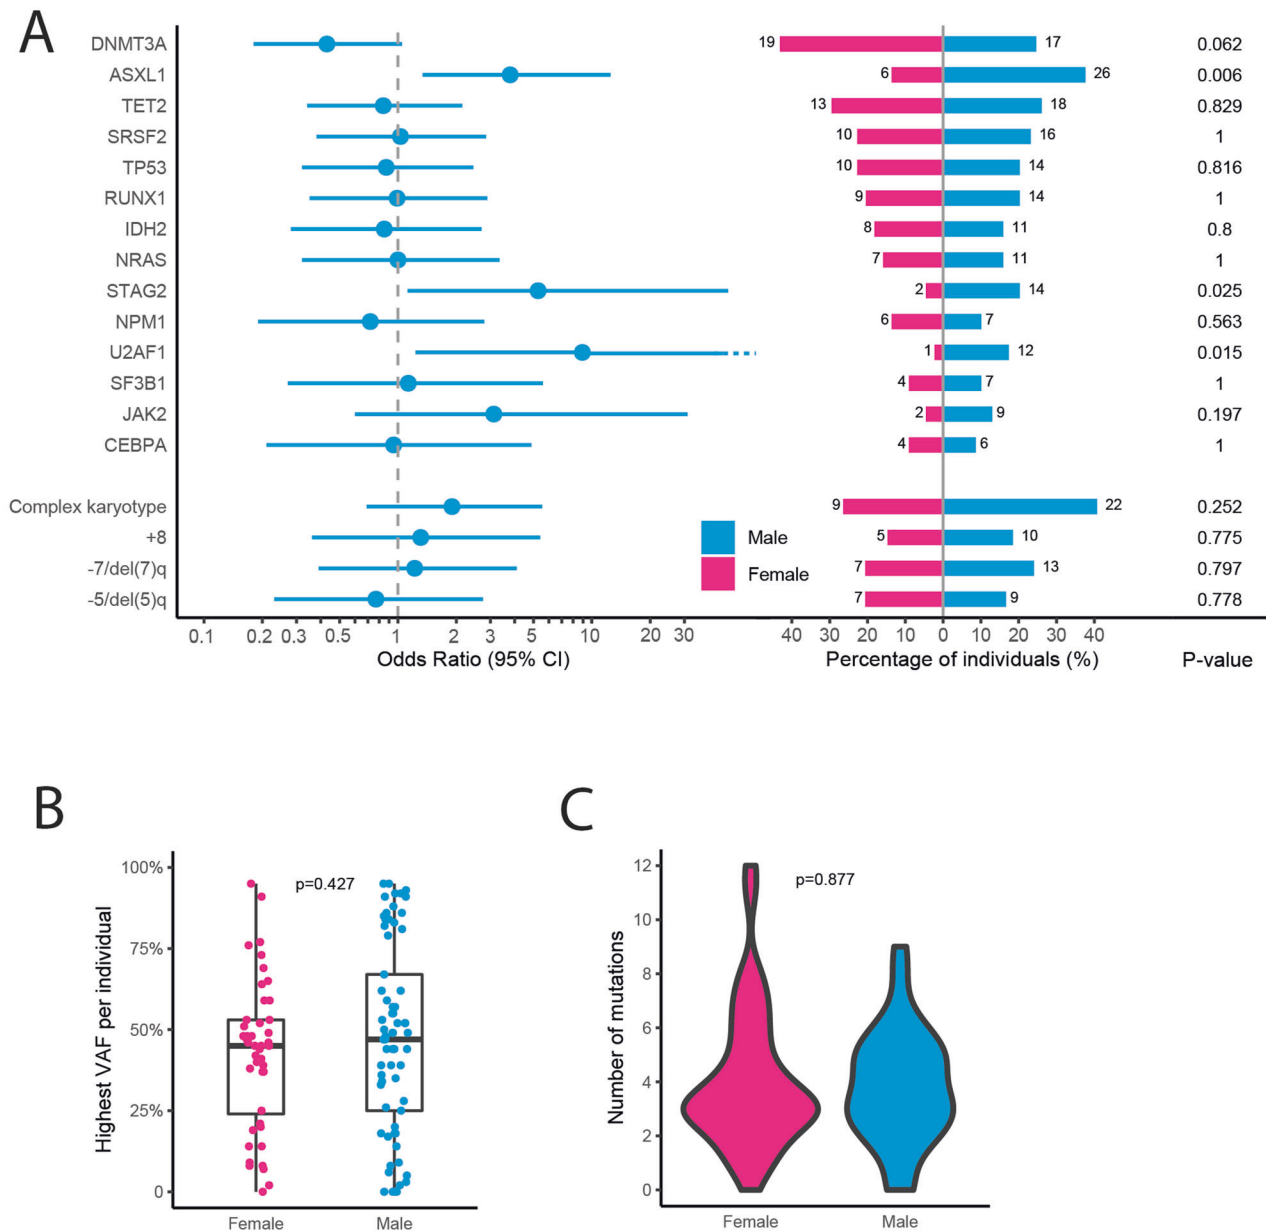 A
DNMT3A 19 17 0.062
ASXL1 6 26 0.006
TET2 13 18 0.829
SRSF2 10 16 1
TP53 10 14 0.816
RUNX1 9 14 1
IDH2 8 11 0.8
NRAS 7 11 1
STAG2 2 14 0.025
NPM1 6 7 0.563
U2AF1 1 12 0.015
SF3B1 4 7 1
JAK2 2 9 0.197
CEBPA 4 6 1
Complex karyotype 9 22 0.252
+8 5 10 0.775
-7/del(7)q 7 13 0.797
-5/del(5)q 7 9 0.778
Male
Female
0.1 0.2 0.3 0.5 1 2 3 5 10 20 30 40 30 20 10 0 10 20 30 40
Odds Ratio (95% CI) Percentage of individuals (%) P-value
B
Highest VAF per individual
100%
75%
50%
25%
0
p=0.427
Female Male
C
Number of mutations
12
10
8
6
4
2
0
p=0.877
Female Male